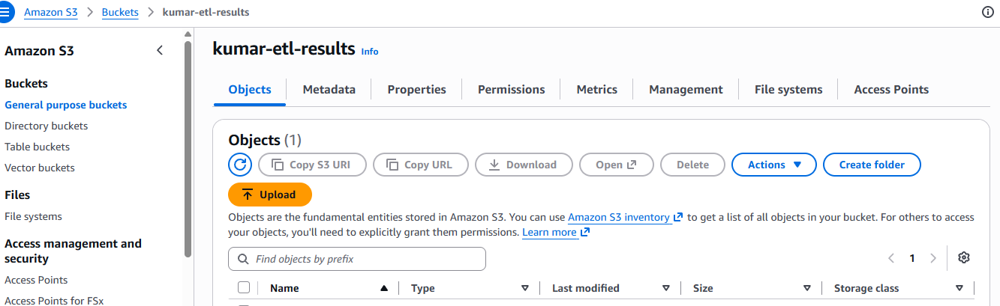 Amazon S3 > Buckets > kumar-etl-results
Amazon S3
Buckets
General purpose buckets
Directory buckets
Table buckets
Vector buckets
Files
File systems
Access management and
security
Access Points
Access Points for FSx
kumar-etl-results Info
Objects Metadata Properties Permissions Metrics Management File systems Access Points
Objects (1)
Copy S3 URI Copy URL Download Open Delete Actions Create folder
Upload
Objects are the fundamental entities stored in Amazon S3. You can use Amazon S3 inventory to get a list of all objects in your bucket. For others to access
your objects, you'll need to explicitly grant them permissions. Learn more
Find objects by prefix
1
Name Type Last modified Size Storage class